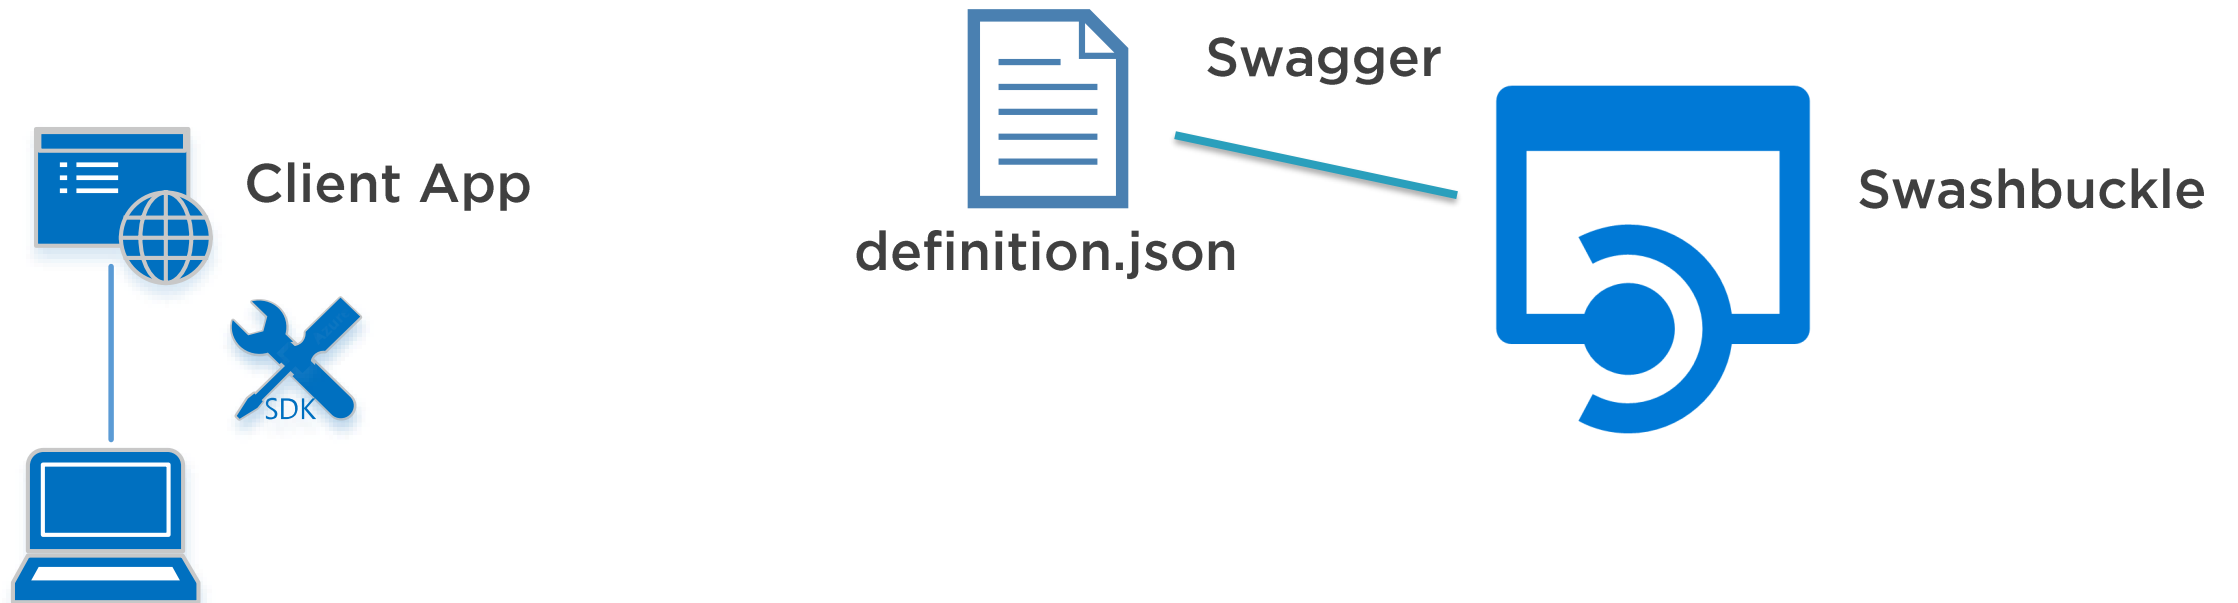 Swagger
Client App
Swashbuckle
definition.json
SDK